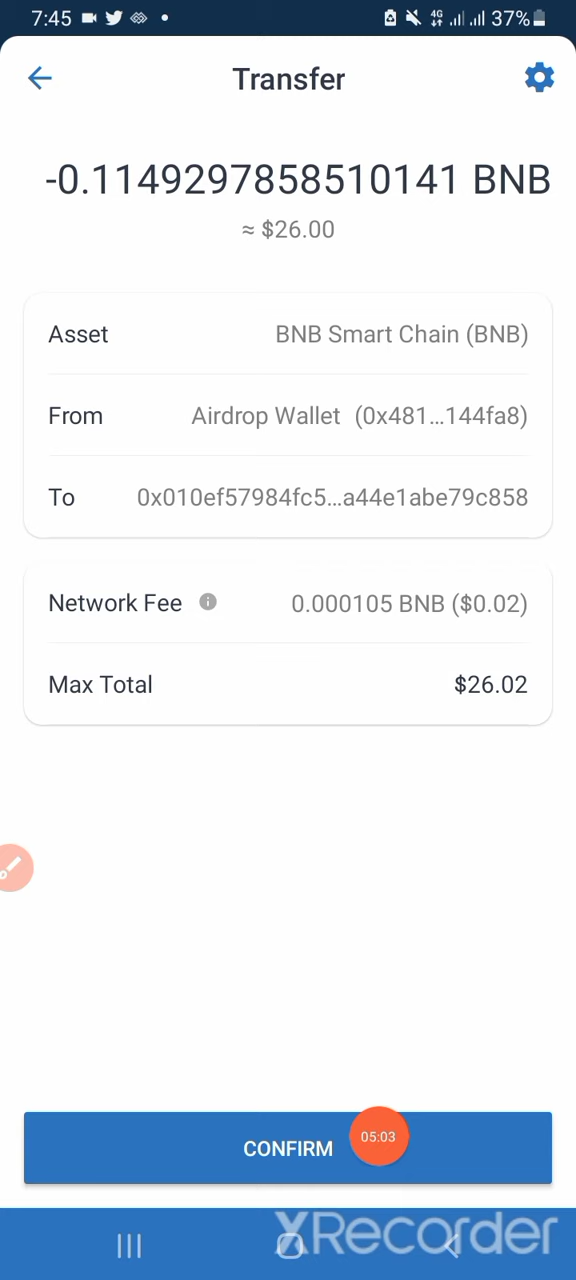 7:45 4G 37%
Transfer
-0.1149297858510141 BNB
≈ $26.00
Asset BNB Smart Chain (BNB)
From Airdrop Wallet (0x481...144fa8)
To 0x010ef57984fc5...a44e1abe79c858
Network Fee 0.000105 BNB ($0.02)
Max Total $26.02
CONFIRM 05:03
XRecorder